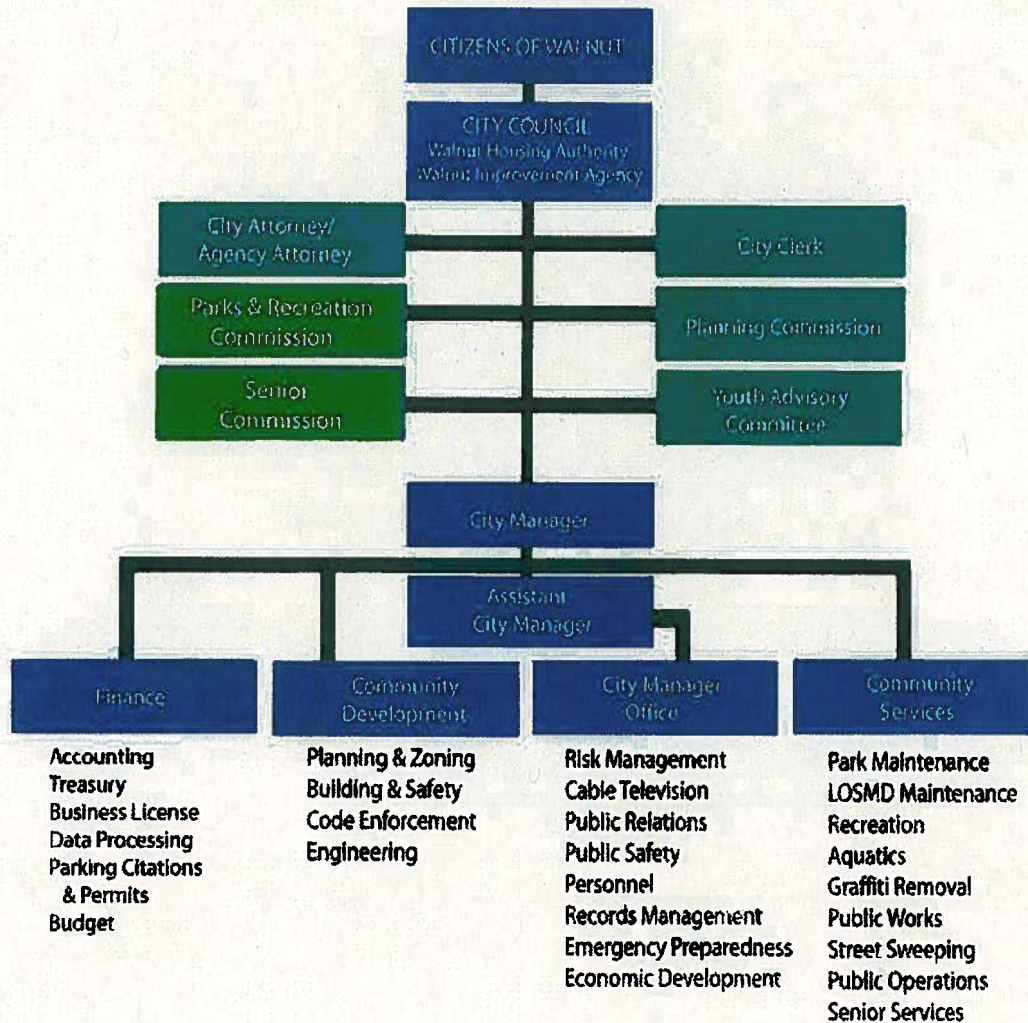 CITIZENS OF WALNUT
CITY COUNCIL
Walnut Housing Authority
Walnut Improvement Agency
City Attorney/
Agency Attorney
City Clerk
Parks & Recreation
Commission
Planning Commission
Senior
Commission
Youth Advisory
Committee
City Manager
Assistant
City Manager
Finance
Accounting
Treasury
Business License
Data Processing
Parking Citations
& Permits
Budget
Community
Development
Planning & Zoning
Building & Safety
Code Enforcement
Engineering
City Manager
Office
Risk Management
Cable Television
Public Relations
Public Safety
Personnel
Records Management
Emergency Preparedness
Economic Development
Community
Services
Park Maintenance
LOSMD Maintenance
Recreation
Aquatics
Graffiti Removal
Public Works
Street Sweeping
Public Operations
Senior Services